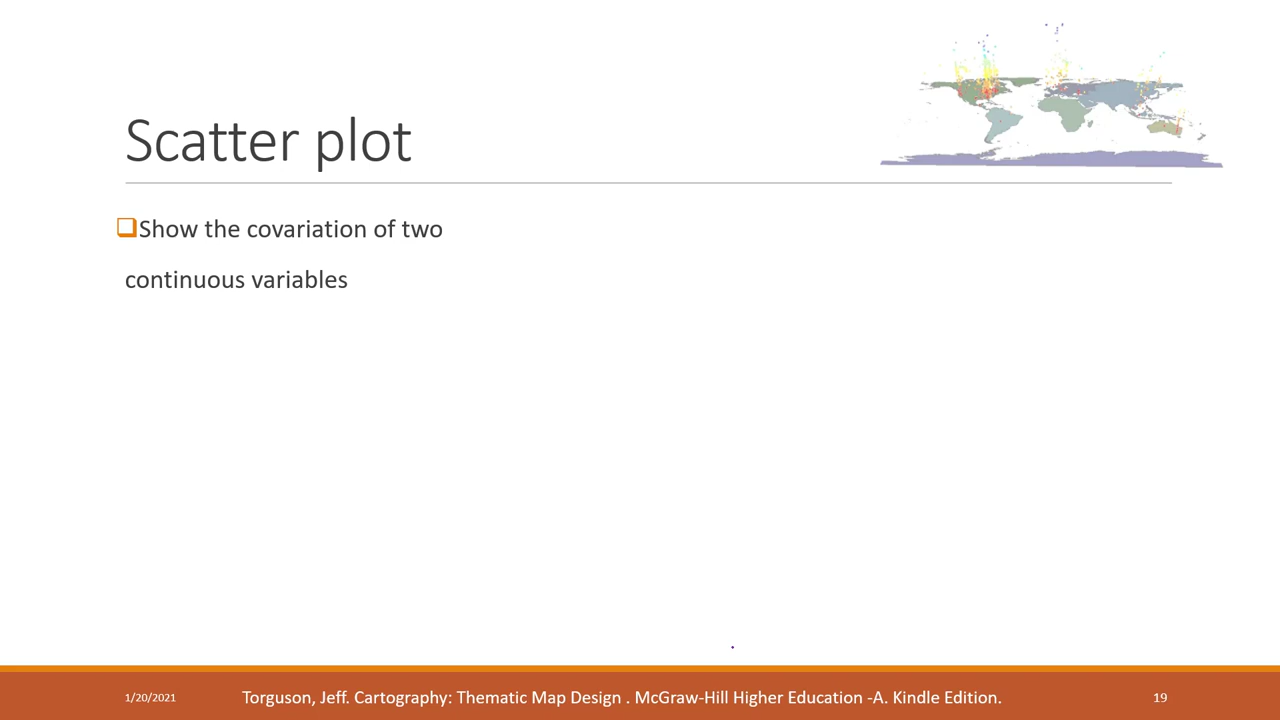 Scatter plot
❑Show the covariation of two
continuous variables
1/20/2021
Torguson, Jeff. Cartography: Thematic Map Design . McGraw-Hill Higher Education -A. Kindle Edition.
19